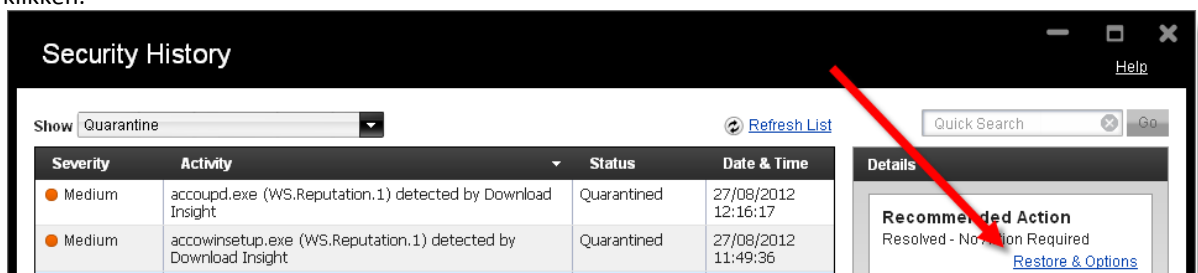 klikken:
Security History
Help
Show Quarantine
Refresh List
Quick Search
Go
Severity Activity Status Date & Time
Details
Medium accoupd.exe (WS.Reputation.1) detected by Download Quarantined 27/08/2012
Insight 12:16:17
Medium accowinsetup.exe (WS.Reputation.1) detected by Quarantined 27/08/2012
Download Insight 11:49:36
Recommended Action
Resolved - No Action Required
Restore & Options